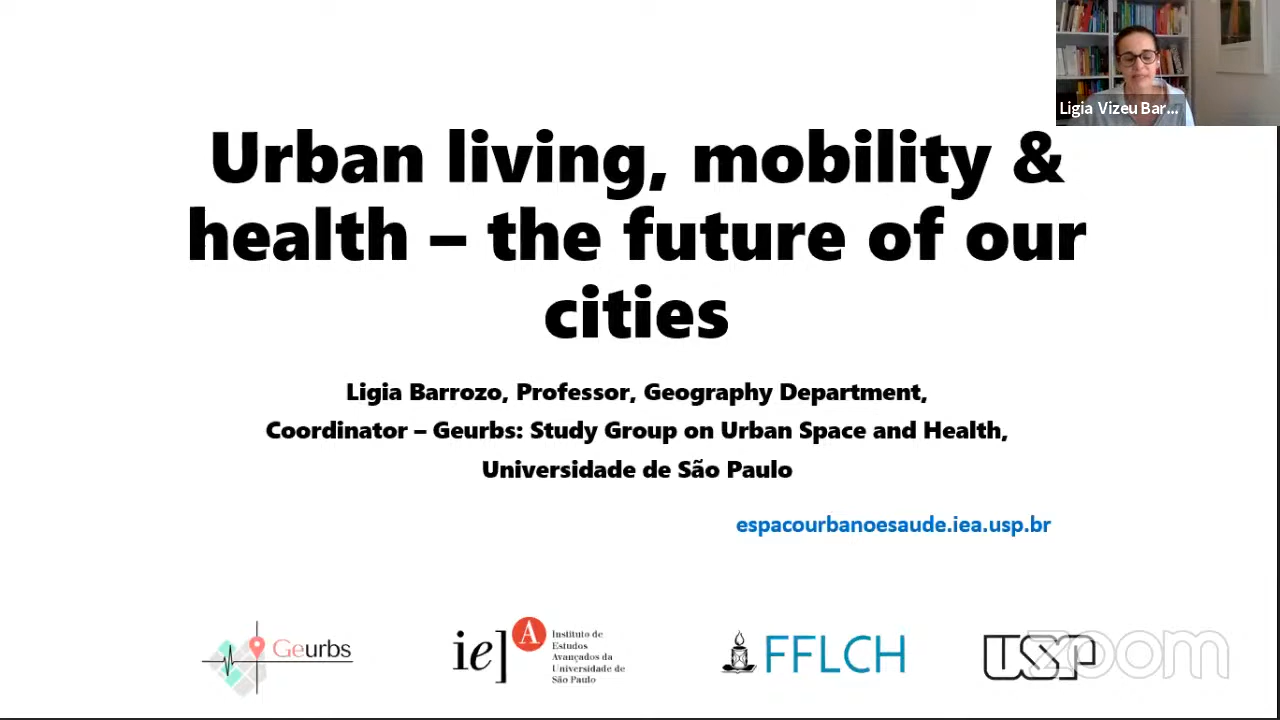 Ligia Vizeu Bar...
Urban living, mobility &
health – the future of our
cities
Ligia Barrozo, Professor, Geography Department,
Coordinator – Geurbs: Study Group on Urban Space and Health,
Universidade de São Paulo
espacourbanoesaude.iea.usp.br
Geurbs
ie] A
Instituto de
Estudos
Avançados da
Universidade de
São Paulo
FFLCH
USP
zoom